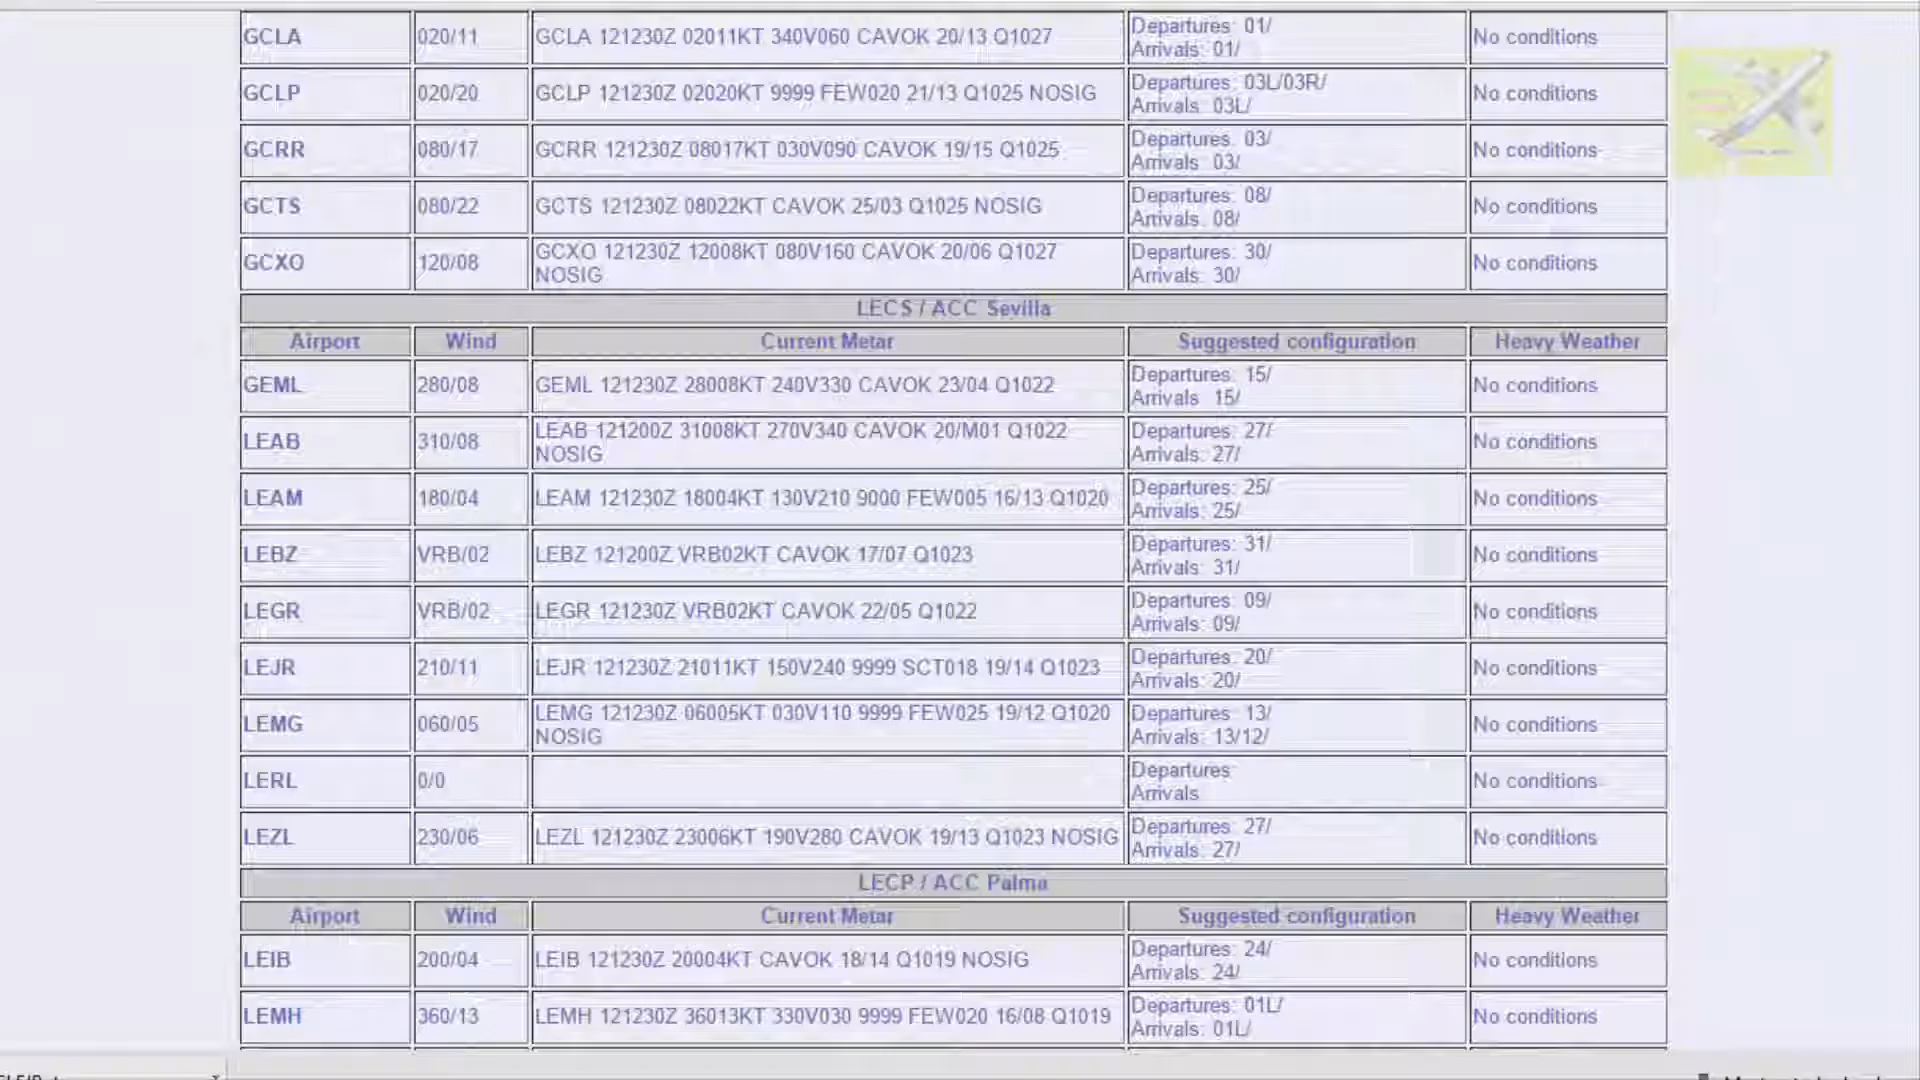 GCLA 020/11 GCLA 121230Z 02011KT 340V060 CAVOK 20/13 Q1027 Departures: 01/ No conditions
Arrivals: 01/
GCLP 020/20 GCLP 121230Z 02020KT 9999 FEW020 21/13 Q1025 NOSIG Departures: 03L/03R/ No conditions
Arrivals: 03L/
GCRR 080/17 GCRR 121230Z 08017KT 030V090 CAVOK 19/15 Q1025 Departures: 03/ No conditions
Arrivals: 03/
GCTS 080/22 GCTS 121230Z 08022KT CAVOK 25/03 Q1025 NOSIG Departures: 08/ No conditions
Arrivals: 08/
GCXO 120/08 GCXO 121230Z 12008KT 080V160 CAVOK 20/06 Q1027 Departures: 30/ No conditions
NOSIG Arrivals: 30/
LECS / ACC Sevilla
Airport Wind Current Metar Suggested configuration Heavy Weather
GEML 280/08 GEML 121230Z 28008KT 240V330 CAVOK 23/04 Q1022 Departures: 15/ No conditions
Arrivals: 15/
LEAB 310/08 LEAB 121200Z 31008KT 270V340 CAVOK 20/M01 Q1022 Departures: 27/ No conditions
NOSIG Arrivals: 27/
LEAM 180/04 LEAM 121230Z 18004KT 130V210 9000 FEW005 16/13 Q1020 Departures: 25/ No conditions
Arrivals: 25/
LEBZ VRB/02 LEBZ 121200Z VRB02KT CAVOK 17/07 Q1023 Departures: 31/ No conditions
Arrivals: 31/
LEGR VRB/02 LEGR 121230Z VRB02KT CAVOK 22/05 Q1022 Departures: 09/ No conditions
Arrivals: 09/
LEJR 210/11 LEJR 121230Z 21011KT 150V240 9999 SCT018 19/14 Q1023 Departures: 20/ No conditions
Arrivals: 20/
LEMG 060/05 LEMG 121230Z 06005KT 030V110 9999 FEW025 19/12 Q1020 Departures: 13/ No conditions
NOSIG Arrivals: 13/12/
LERL 0/0 Departures: No conditions
Arrivals:
LEZL 230/06 LEZL 121230Z 23006KT 190V280 CAVOK 19/13 Q1023 NOSIG Departures: 27/ No conditions
Arrivals: 27/
LECP / ACC Palma
Airport Wind Current Metar Suggested configuration Heavy Weather
LEIB 200/04 LEIB 121230Z 20004KT CAVOK 18/14 Q1019 NOSIG Departures: 24/ No conditions
Arrivals: 24/
LEMH 360/13 LEMH 121230Z 36013KT 330V030 9999 FEW020 16/08 Q1019 Departures: 01L/ No conditions
Arrivals: 01L/